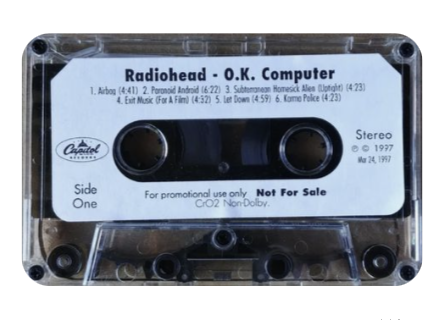 Radiohead - O.K. Computer
1. Airbag (4:41) 2. Paranoid Android (6:22) 3. Subterranean Homesick Alien (Uptight) (4:23)
4. Exit Music (For A Film) (4:32) 5. Let Down (4:59) 6. Karma Police (4:23)
Capitol
RECORDS
Stereo
℗ © 1997
24, 1997
Side
One
For promotional use only Not For Sale
CrO2 Non-Dolby.